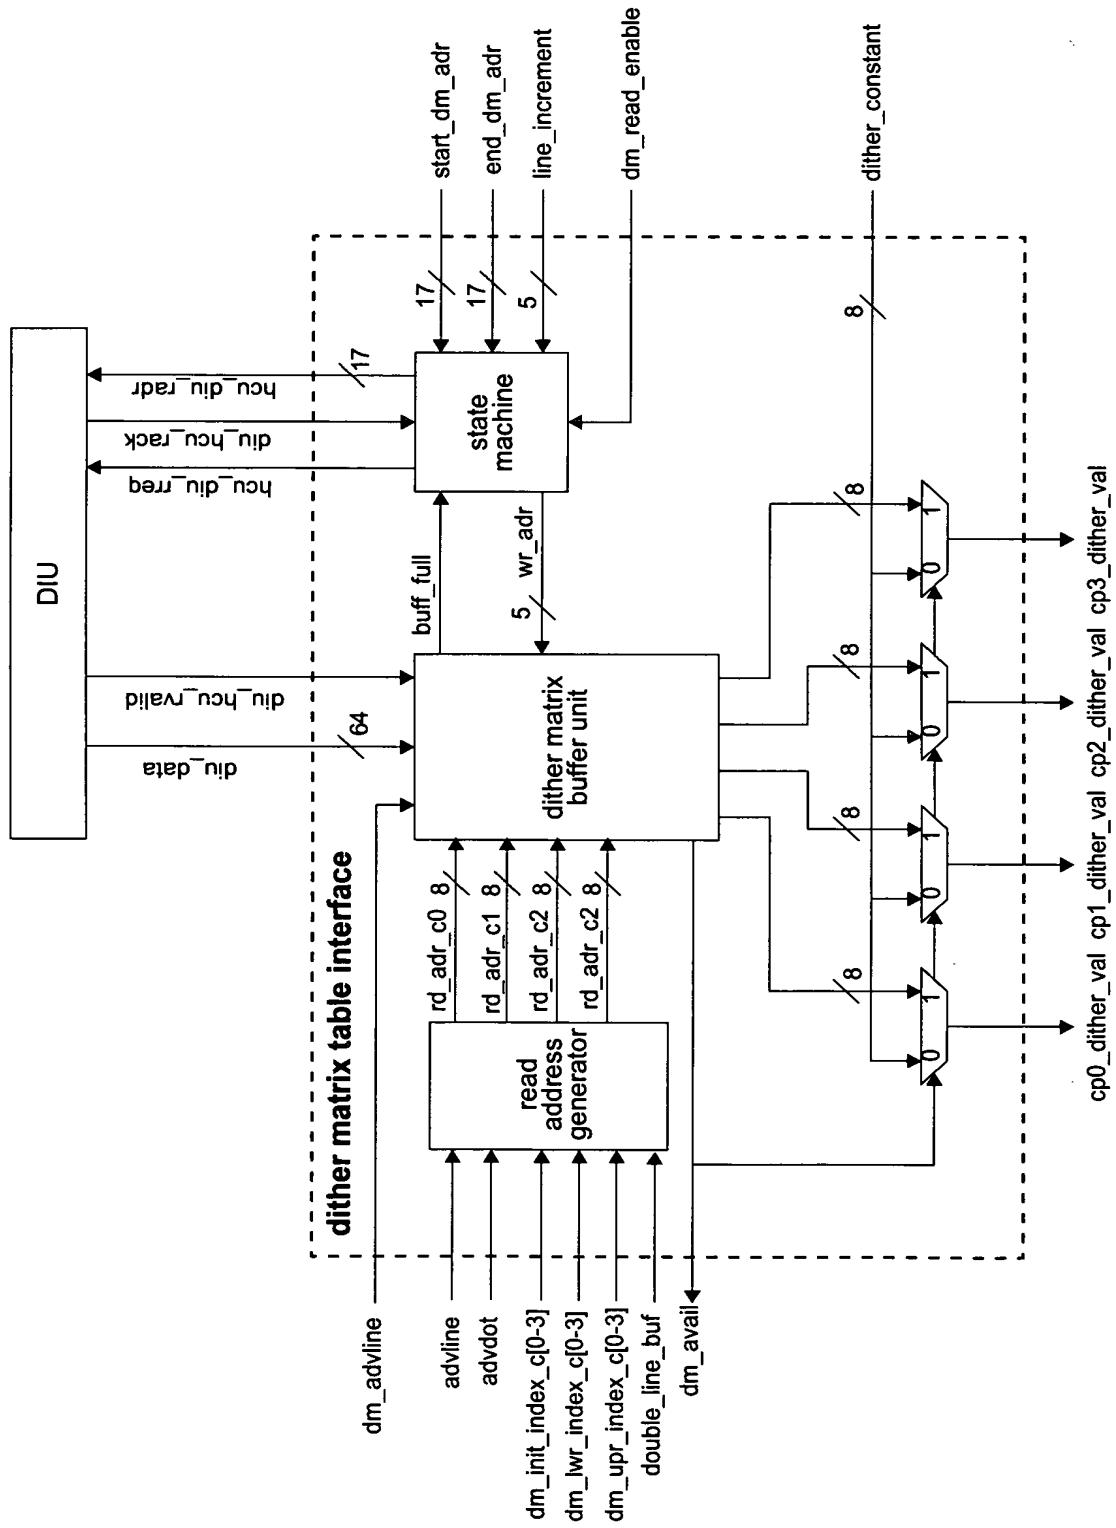 DIU
diu_data
diu_hcu_rvalid
hcu_diu_rreq
diu_hcu_rack
hcu_diu_radr
64
17
dither matrix table interface
dm_advline
advline
advdot
dm_init_index_c[0-3]
dm_lwr_index_c[0-3]
dm_upr_index_c[0-3]
double_line_buf
dm_avail
read
address
generator
rd_adr_c0
8
rd_adr_c1
8
rd_adr_c2
8
rd_adr_c2
8
dither matrix
buffer unit
buff_full
wr_adr
5
state
machine
17
start_dm_adr
17
end_dm_adr
5
line_increment
dm_read_enable
8
dither_constant
8
8
8
8
0
1
0
1
0
1
0
1
cp0_dither_val
cp1_dither_val
cp2_dither_val
cp3_dither_val